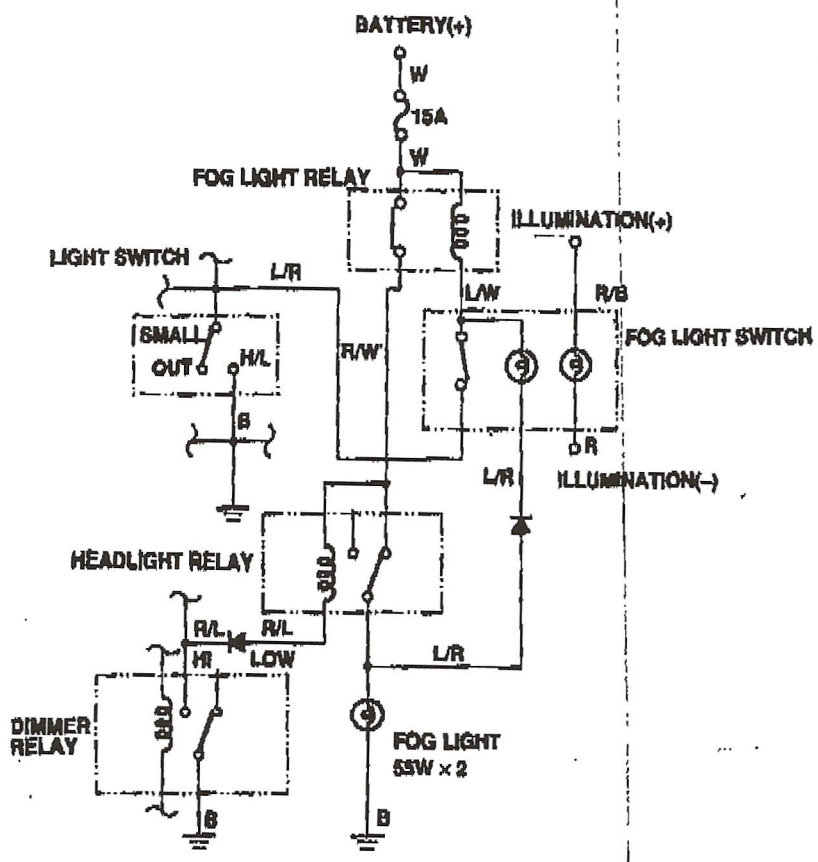 BATTERY(+)
W
15A
W
FOG LIGHT RELAY
ILLUMINATION(+)
LIGHT SWITCH
L/R
L/W
R/B
SMALL
OUT
H/L
R/W
FOG LIGHT SWITCH
B
R
L/R
ILLUMINATION(–)
HEADLIGHT RELAY
R/L
R/L
HI
LOW
L/R
DIMMER
RELAY
FOG LIGHT
55W × 2
B
B